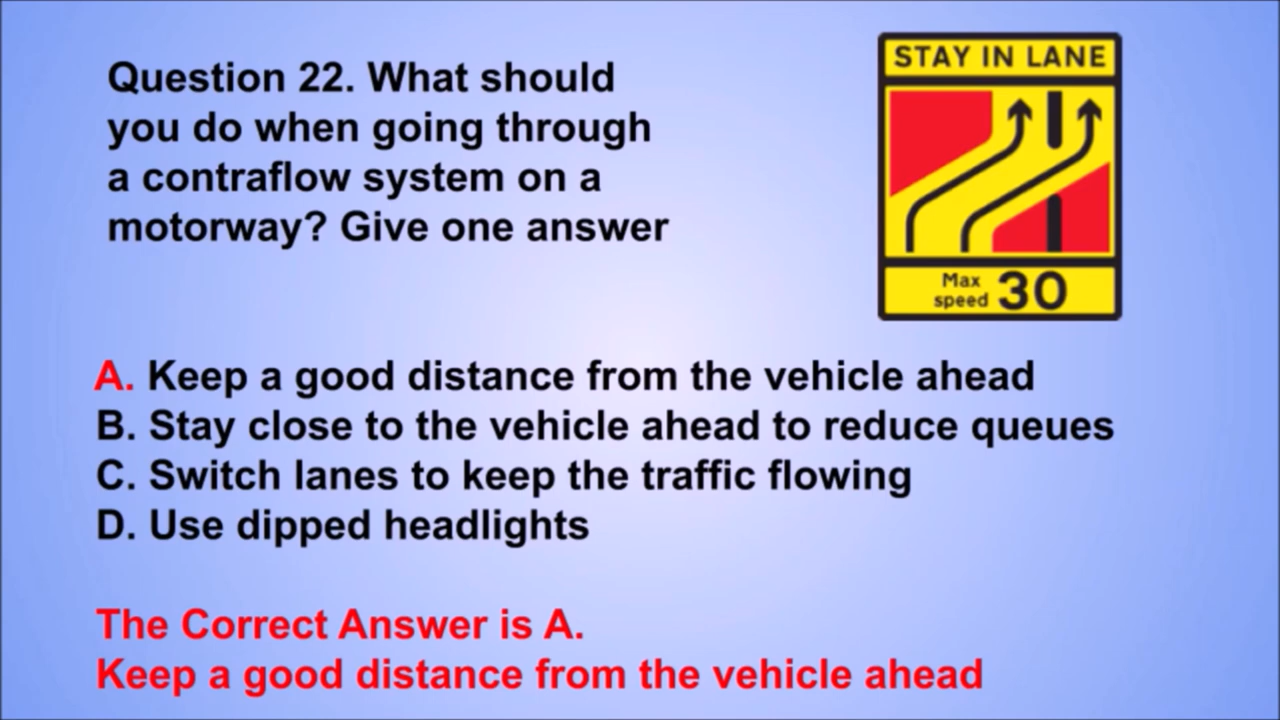 Question 22. What should
you do when going through
a contraflow system on a
motorway? Give one answer
STAY IN LANE
Max
speed 30
A. Keep a good distance from the vehicle ahead
B. Stay close to the vehicle ahead to reduce queues
C. Switch lanes to keep the traffic flowing
D. Use dipped headlights
The Correct Answer is A.
Keep a good distance from the vehicle ahead